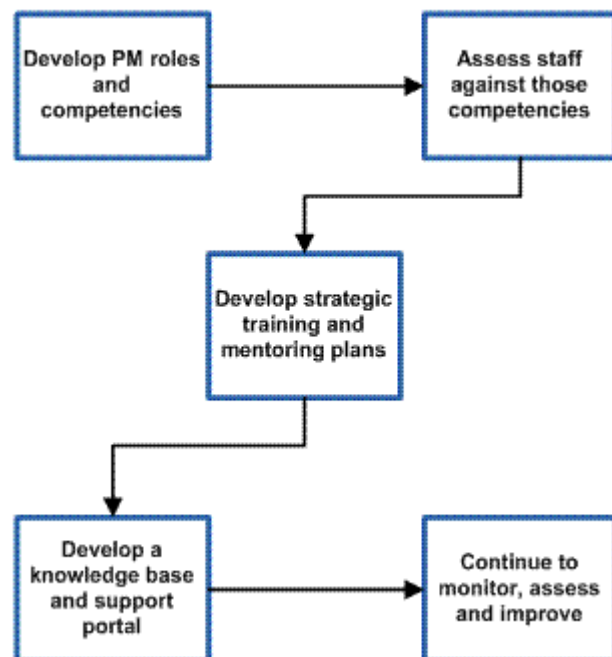 Develop PM roles
and
competencies
Assess staff
against those
competencies
Develop strategic
training and
mentoring plans
Develop a
knowledge base
and support
portal
Continue to
monitor, assess
and improve